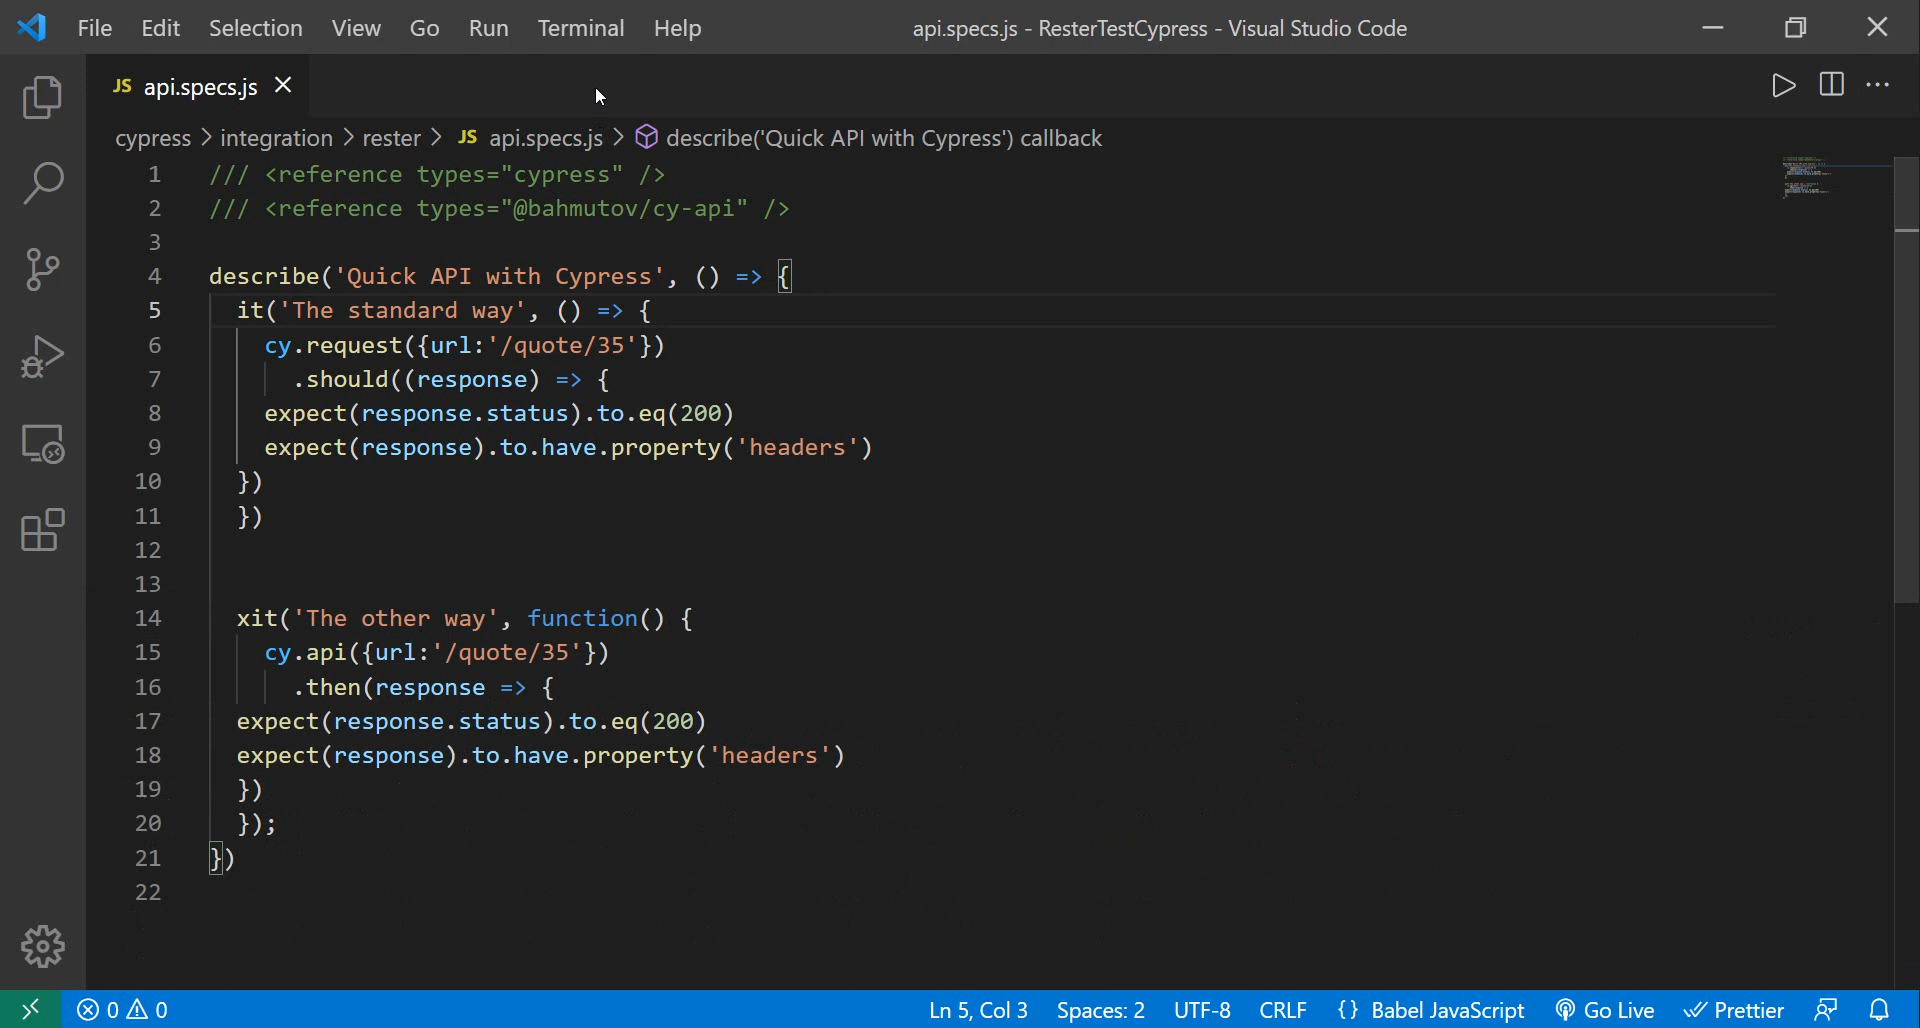 File Edit Selection View Go Run Terminal Help api.specs.js - ResterTestCypress - Visual Studio Code
JS api.specs.js
cypress > integration > rester > JS api.specs.js > describe('Quick API with Cypress') callback
1 /// <reference types="cypress" />
2 /// <reference types="@bahmutov/cy-api" />
3
4 describe('Quick API with Cypress', () => {
5 it('The standard way', () => {
6 cy.request({url:'/quote/35'})
7 .should((response) => {
8 expect(response.status).to.eq(200)
9 expect(response).to.have.property('headers')
10 })
11 })
12
13
14 xit('The other way', function() {
15 cy.api({url:'/quote/35'})
16 .then(response => {
17 expect(response.status).to.eq(200)
18 expect(response).to.have.property('headers')
19 })
20 });
21 })
22
0 0 Ln 5, Col 3 Spaces: 2 UTF-8 CRLF {} Babel JavaScript Go Live Prettier